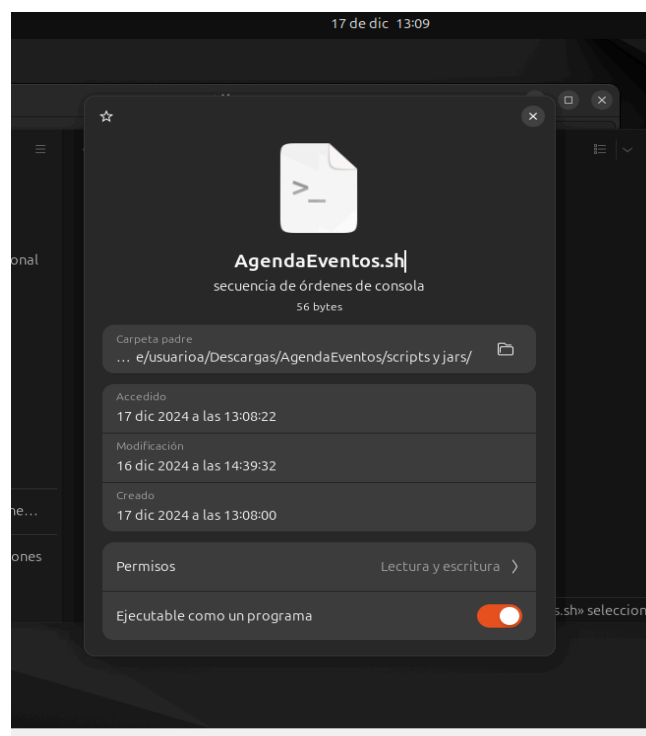 17 de dic 13:09
onal
AgendaEventos.sh
secuencia de órdenes de consola
56 bytes
Carpeta padre
... e/usuarioa/Descargas/AgendaEventos/scripts y jars/
Accedido
17 dic 2024 a las 13:08:22
Modificación
16 dic 2024 a las 14:39:32
Creado
17 dic 2024 a las 13:08:00
ne...
ones
Permisos
Lectura y escritura
Ejecutable como un programa
s.sh» seleccion